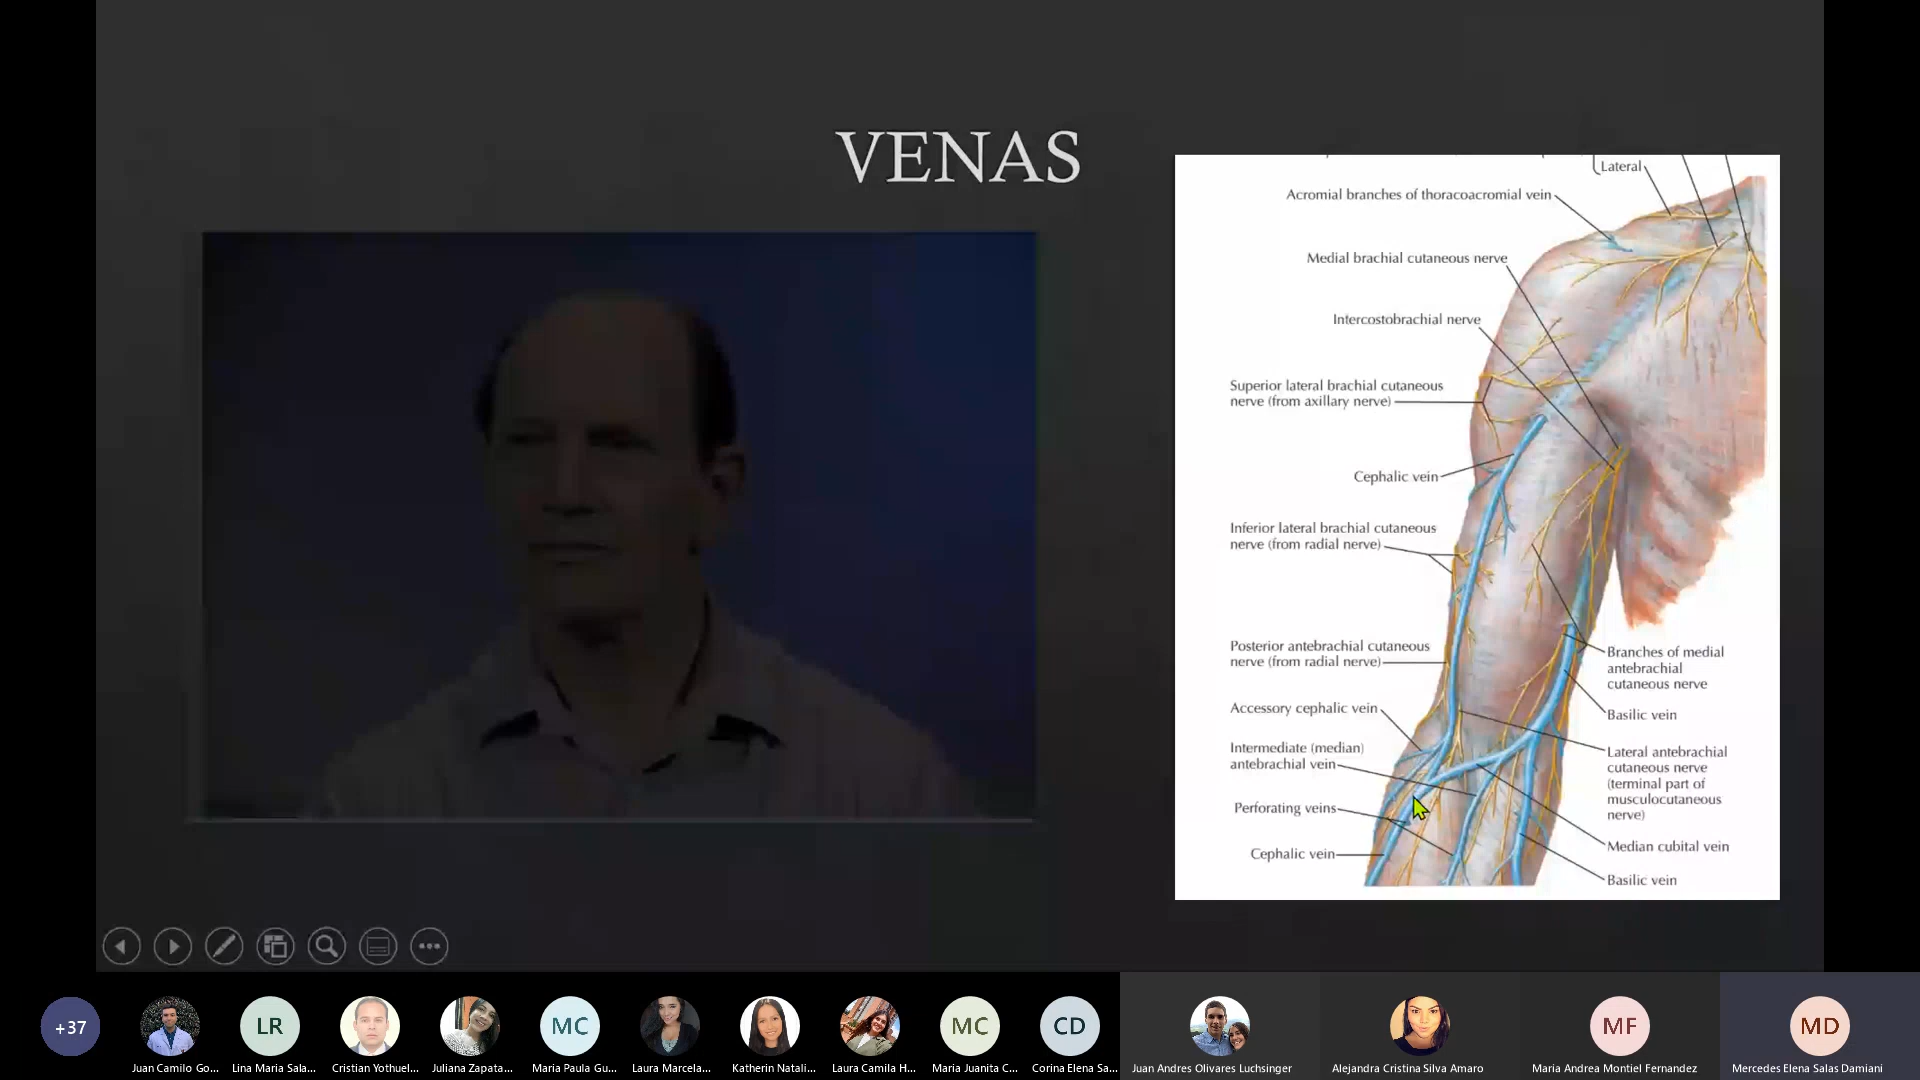 VENAS
Lateral
Acromial branches of thoracoacromial vein
Medial brachial cutaneous nerve
Intercostobrachial nerve
Superior lateral brachial cutaneous
nerve (from axillary nerve)
Cephalic vein
Inferior lateral brachial cutaneous
nerve (from radial nerve)
Posterior antebrachial cutaneous
nerve (from radial nerve)
Accessory cephalic vein
Intermediate (median)
antebrachial vein
Perforating veins
Cephalic vein
Branches of medial
antebrachial
cutaneous nerve
Basilic vein
Lateral antebrachial
cutaneous nerve
(terminal part of
musculocutaneous
nerve)
Median cubital vein
Basilic vein
+37
LR
MC
MC
CD
MF
MD
Juan Camilo Go...
Lina Maria Sala...
Cristian Yothuel...
Juliana Zapata...
Maria Paula Gu...
Laura Marcela...
Katherin Natali...
Laura Camila H...
Maria Juanita C...
Corina Elena Sa...
Juan Andres Olivares Luchsinger
Alejandra Cristina Silva Amaro
Maria Andrea Montiel Fernandez
Mercedes Elena Salas Damiani